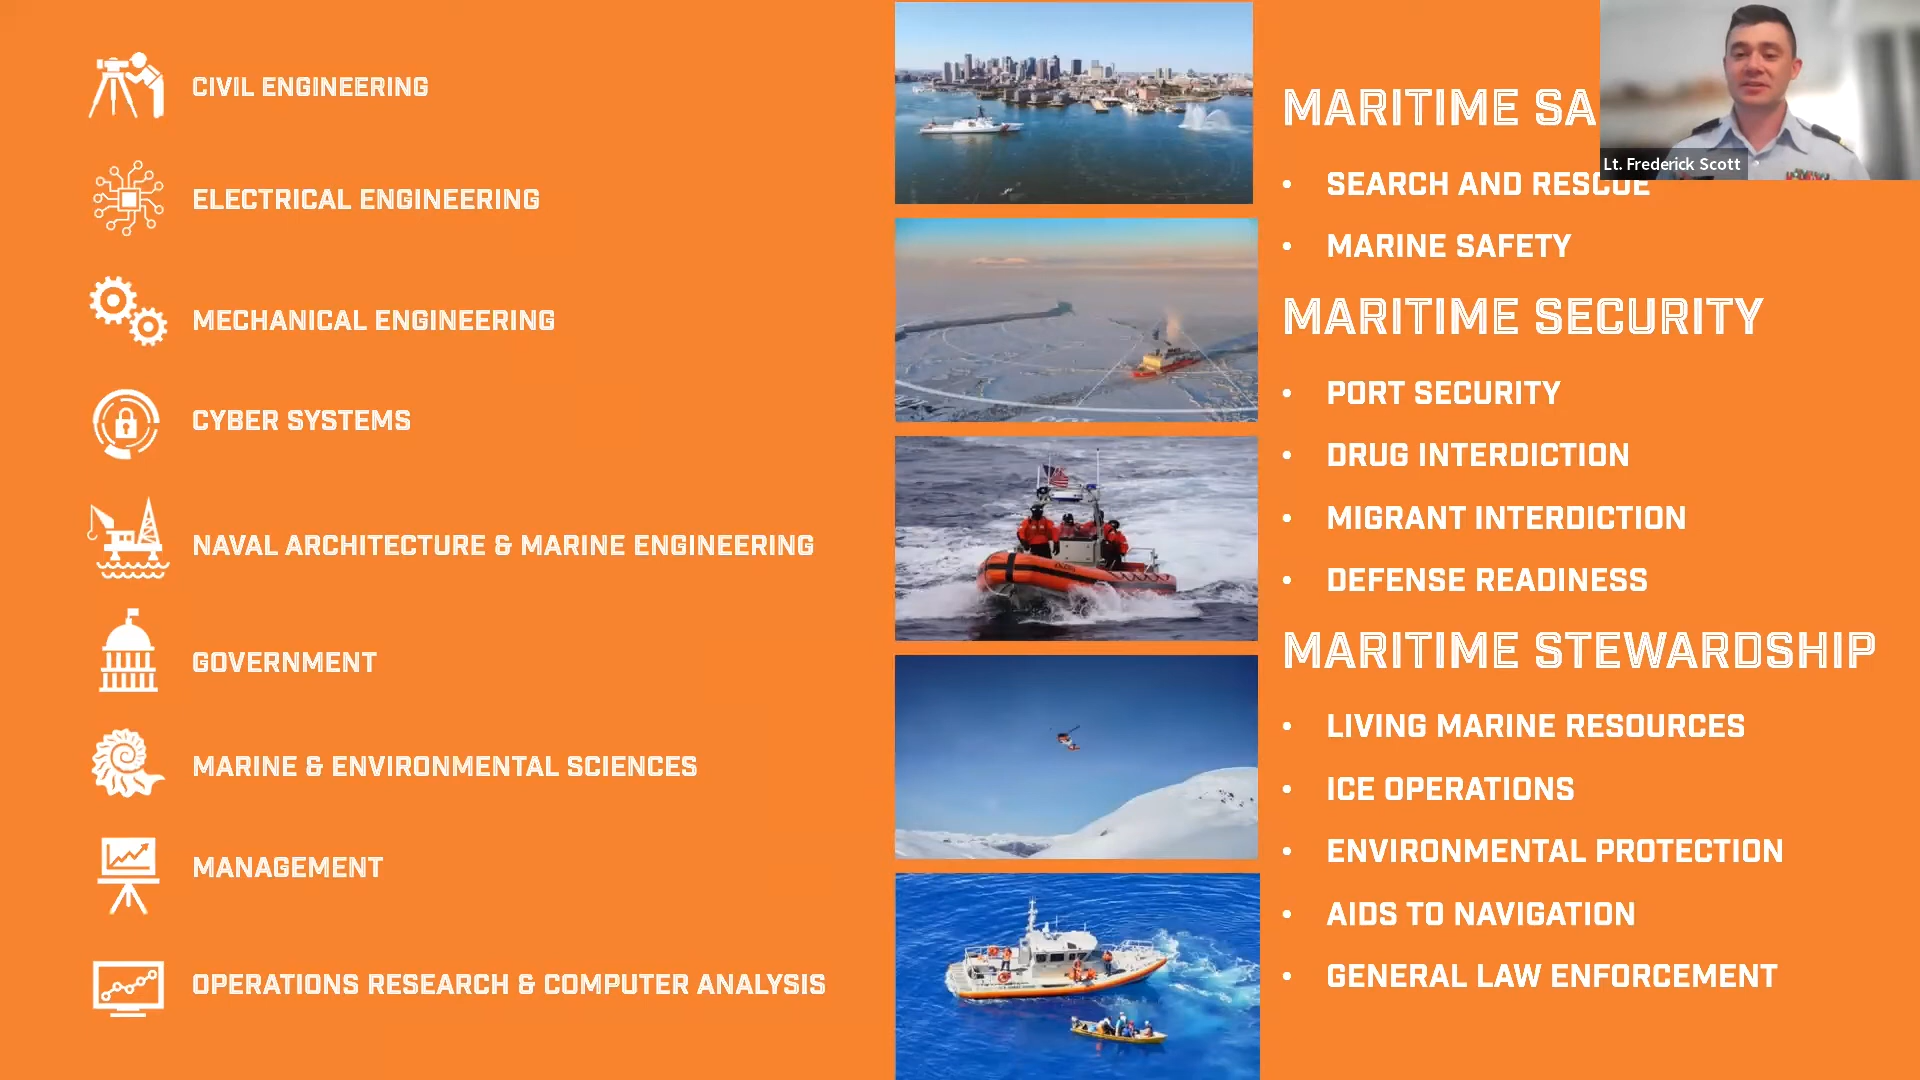 CIVIL ENGINEERING
ELECTRICAL ENGINEERING
MECHANICAL ENGINEERING
CYBER SYSTEMS
NAVAL ARCHITECTURE & MARINE ENGINEERING
GOVERNMENT
MARINE & ENVIRONMENTAL SCIENCES
MANAGEMENT
OPERATIONS RESEARCH & COMPUTER ANALYSIS
MARITIME SA
• SEARCH AND RESCUE
• MARINE SAFETY
MARITIME SECURITY
• PORT SECURITY
• DRUG INTERDICTION
• MIGRANT INTERDICTION
• DEFENSE READINESS
MARITIME STEWARDSHIP
• LIVING MARINE RESOURCES
• ICE OPERATIONS
• ENVIRONMENTAL PROTECTION
• AIDS TO NAVIGATION
• GENERAL LAW ENFORCEMENT
Lt. Frederick Scott